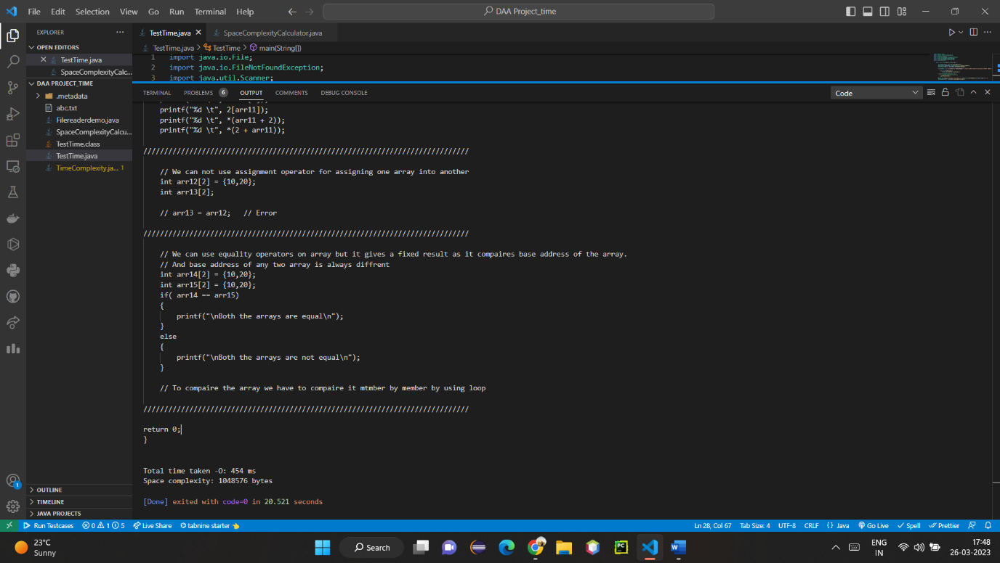 File Edit Selection View Go Run Terminal Help
DAA Project_time
EXPLORER
OPEN EDITORS
TestTime.java
SpaceComplexityCalc...
DAA PROJECT_TIME
.metadata
abc.txt
Filereaderdemo.java
SpaceComplexityCalcu...
TestTime.class
TestTime.java
TimeComplexity.ja... 1
OUTLINE
TIMELINE
JAVA PROJECTS
TestTime.java
SpaceComplexityCalculator.java
TestTime.java > TestTime > main(String[])
1 import java.io.File;
2 import java.io.FileNotFoundException;
3 import java.util.Scanner;
TERMINAL PROBLEMS 6 OUTPUT COMMENTS DEBUG CONSOLE
Code
printf("%d \t", 2[arr11]);
printf("%d \t", *(arr11 + 2));
printf("%d \t", *(2 + arr11));
//////////////////////////////////////////////////////////////////////////////
// We can not use assignment operator for assigning one array into another
int arr12[2] = {10,20};
int arr13[2];
// arr13 = arr12; // Error
//////////////////////////////////////////////////////////////////////////////
// We can use equality operators on array but it gives a fixed result as it compaires base address of the array.
// And base address of any two array is always diffrent
int arr14[2] = {10,20};
int arr15[2] = {10,20};
if( arr14 == arr15)
{
printf("\nBoth the arrays are equal\n");
}
else
{
printf("\nBoth the arrays are not equal\n");
}
// To compaire the array we have to compaire it mtmber by member by using loop
//////////////////////////////////////////////////////////////////////////////
return 0;
}
Total time taken -O: 454 ms
Space complexity: 1048576 bytes
[Done] exited with code=0 in 20.521 seconds
1
Run Testcases 0 1 5 Live Share tabnine starter
Ln 28, Col 67 Tab Size: 4 UTF-8 CRLF {} Java Go Live Spell Prettier
23°C
Sunny
Search
PC
W
ENG
IN
17:48
26-03-2023